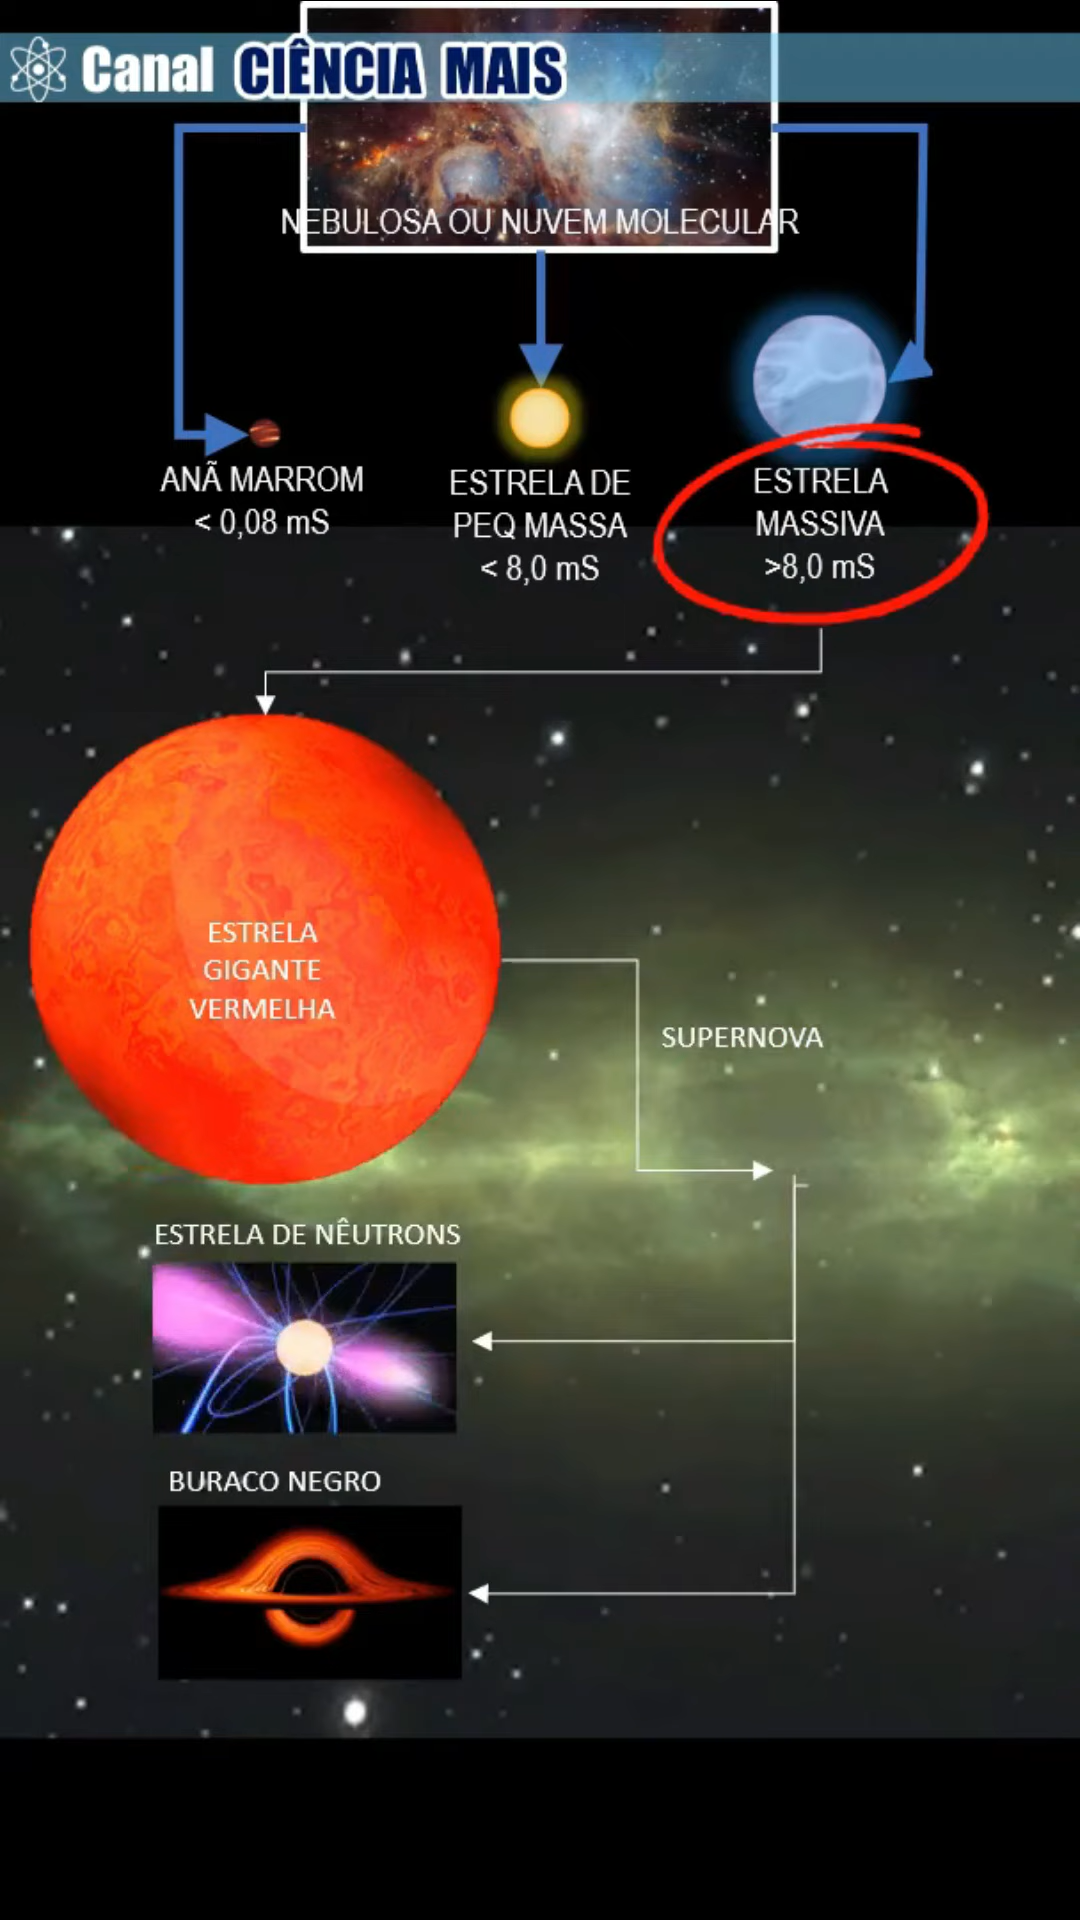 Canal CIÊNCIA MAIS
NEBULOSA OU NUVEM MOLECULAR
ANÃ MARROM
< 0,08 mS
ESTRELA DE
PEQ MASSA
< 8,0 mS
ESTRELA
MASSIVA
>8,0 mS
ESTRELA
GIGANTE
VERMELHA
SUPERNOVA
ESTRELA DE NÊUTRONS
BURACO NEGRO